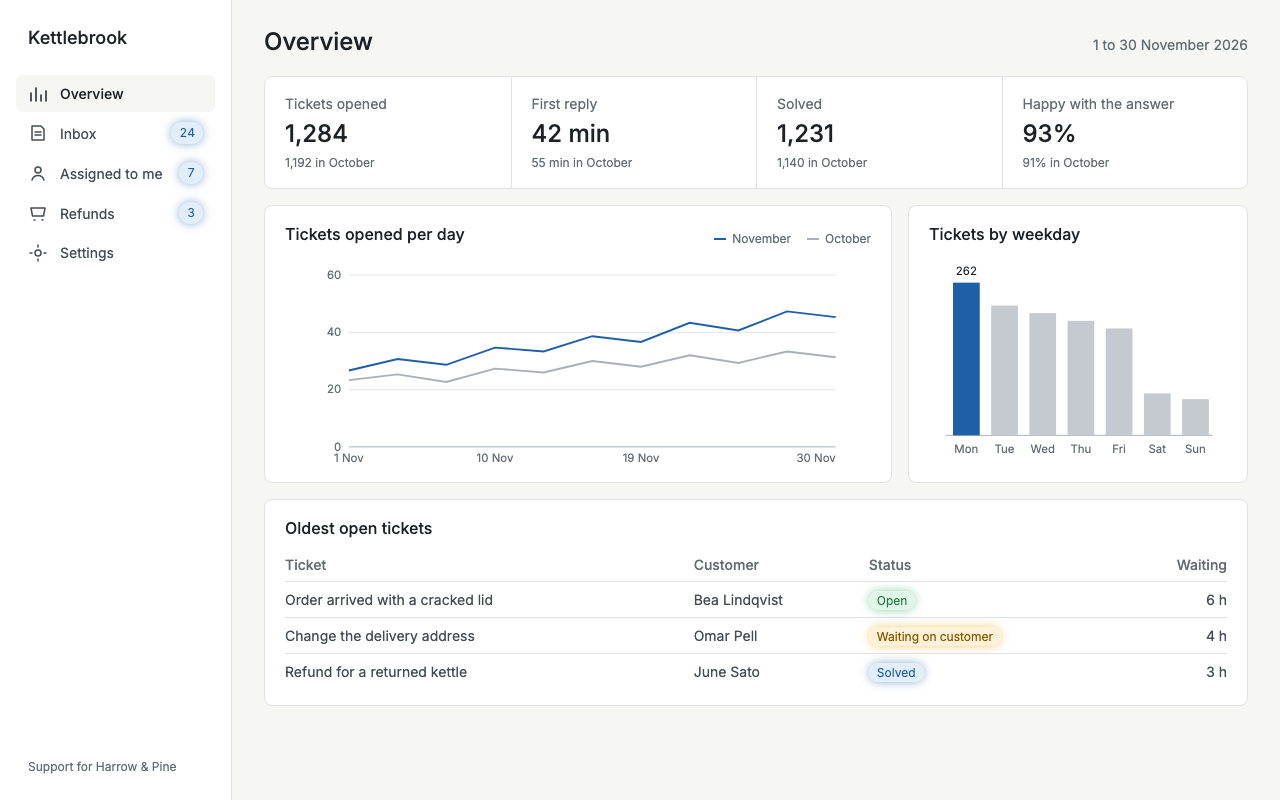 Kettlebrook
Overview
Inbox 24
Assigned to me 7
Refunds 3
Settings
Support for Harrow & Pine
Overview
1 to 30 November 2026
Tickets opened
1,284
1,192 in October
First reply
42 min
55 min in October
Solved
1,231
1,140 in October
Happy with the answer
93%
91% in October
Tickets opened per day
November October
60
40
20
0
1 Nov 10 Nov 19 Nov 30 Nov
Tickets by weekday
262
Mon Tue Wed Thu Fri Sat Sun
Oldest open tickets
Ticket Customer Status Waiting
Order arrived with a cracked lid Bea Lindqvist Open 6 h
Change the delivery address Omar Pell Waiting on customer 4 h
Refund for a returned kettle June Sato Solved 3 h